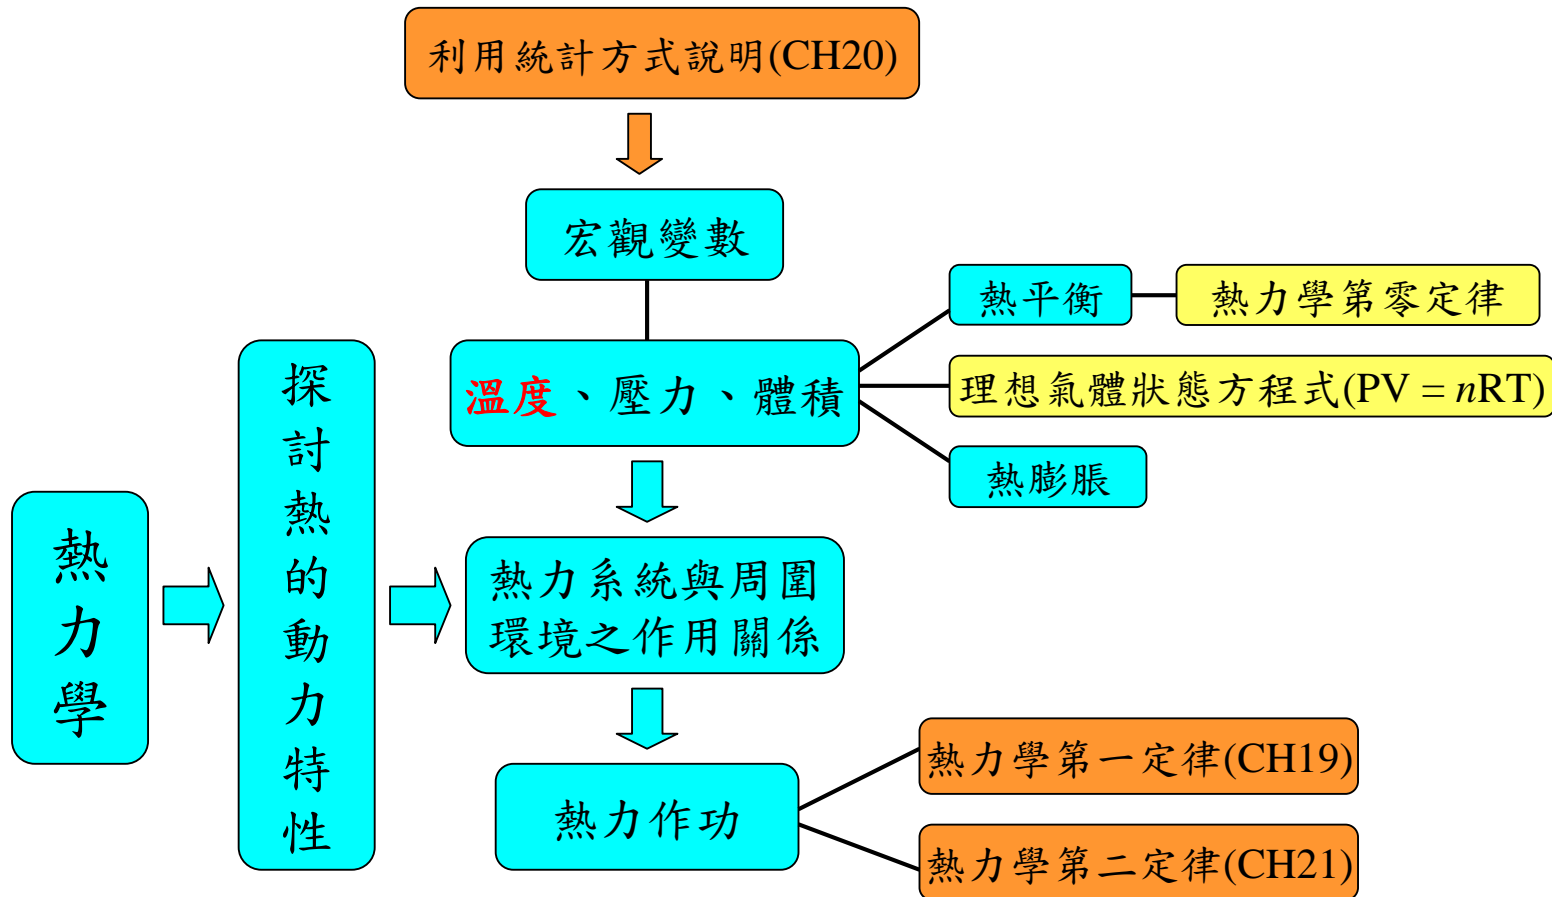 利用統計方式說明(CH20)
宏觀變數
熱平衡
熱力學第零定律
溫度、壓力、體積
理想氣體狀態方程式(PV = nRT)
熱膨脹
熱力學
探討熱的動力特性
熱力系統與周圍
環境之作用關係
熱力作功
熱力學第一定律(CH19)
熱力學第二定律(CH21)